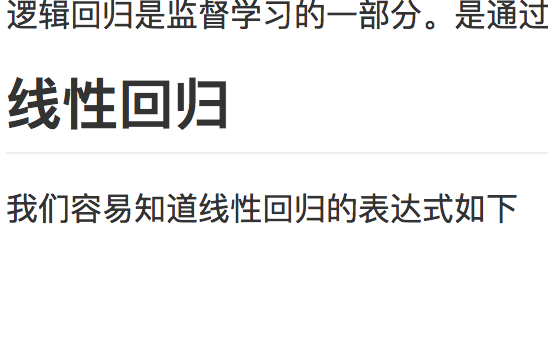 逻辑回归是监督学习的一部分。是通过
线性回归
我们容易知道线性回归的表达式如下